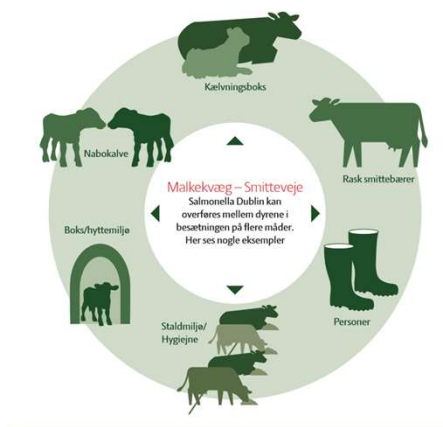 Kælvningsboks
Nabokalve
Rask smittebærer
Malkekvæg – Smitteveje
Salmonella Dublin kan
overføres mellem dyrene i
besætningen på flere måder.
Her ses nogle eksempler
Boks/hyttemiljø
Personer
Staldmiljø/
Hygiejne